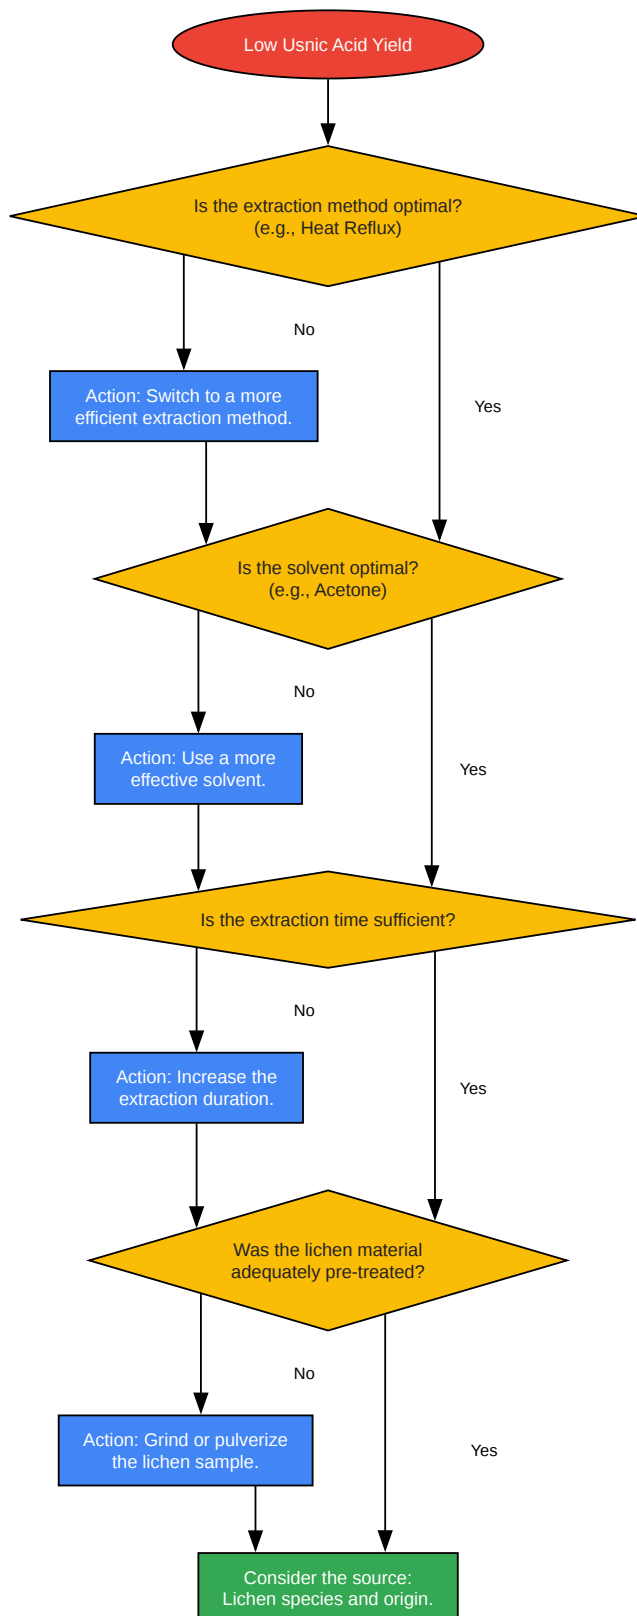 Low Usnic Acid Yield
Is the extraction method optimal?
(e.g., Heat Reflux)
No
Action: Switch to a more
efficient extraction method.
Yes
Is the solvent optimal?
(e.g., Acetone)
No
Action: Use a more
effective solvent.
Yes
Is the extraction time sufficient?
No
Action: Increase the
extraction duration.
Yes
Was the lichen material
adequately pre-treated?
No
Action: Grind or pulverize
the lichen sample.
Yes
Consider the source:
Lichen species and origin.